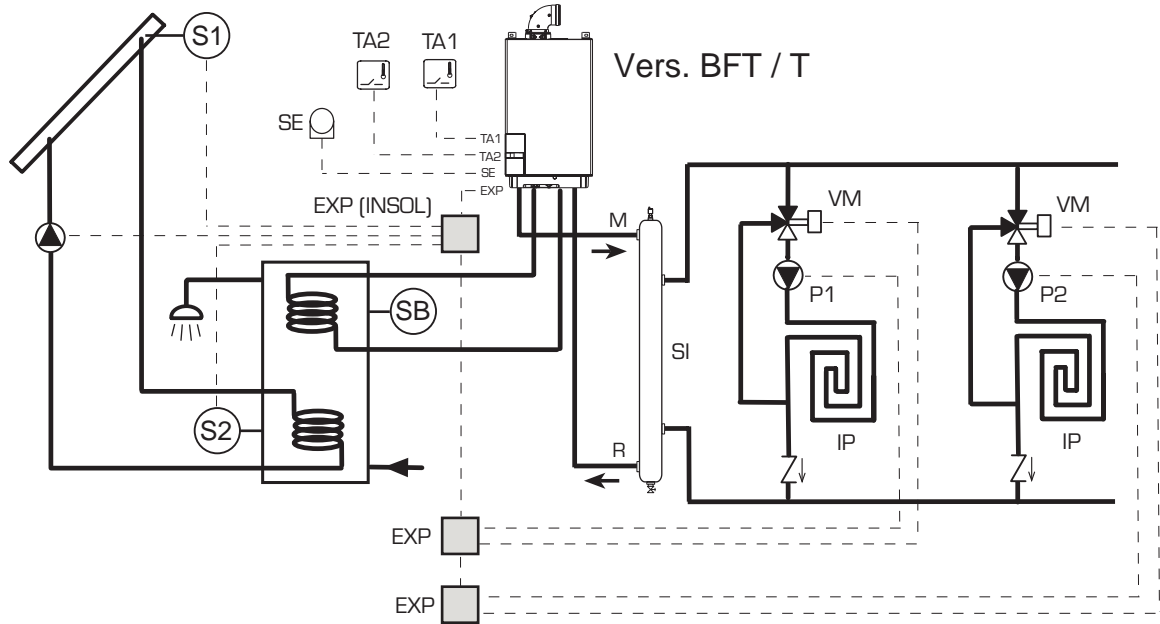 S1
TA2
TA1
Vers. BFT / T
SE
TA1
TA2
SE
EXP
EXP (INSOL)
M
VM
VM
P1
P2
SB
SI
S2
R
IP
IP
EXP
EXP